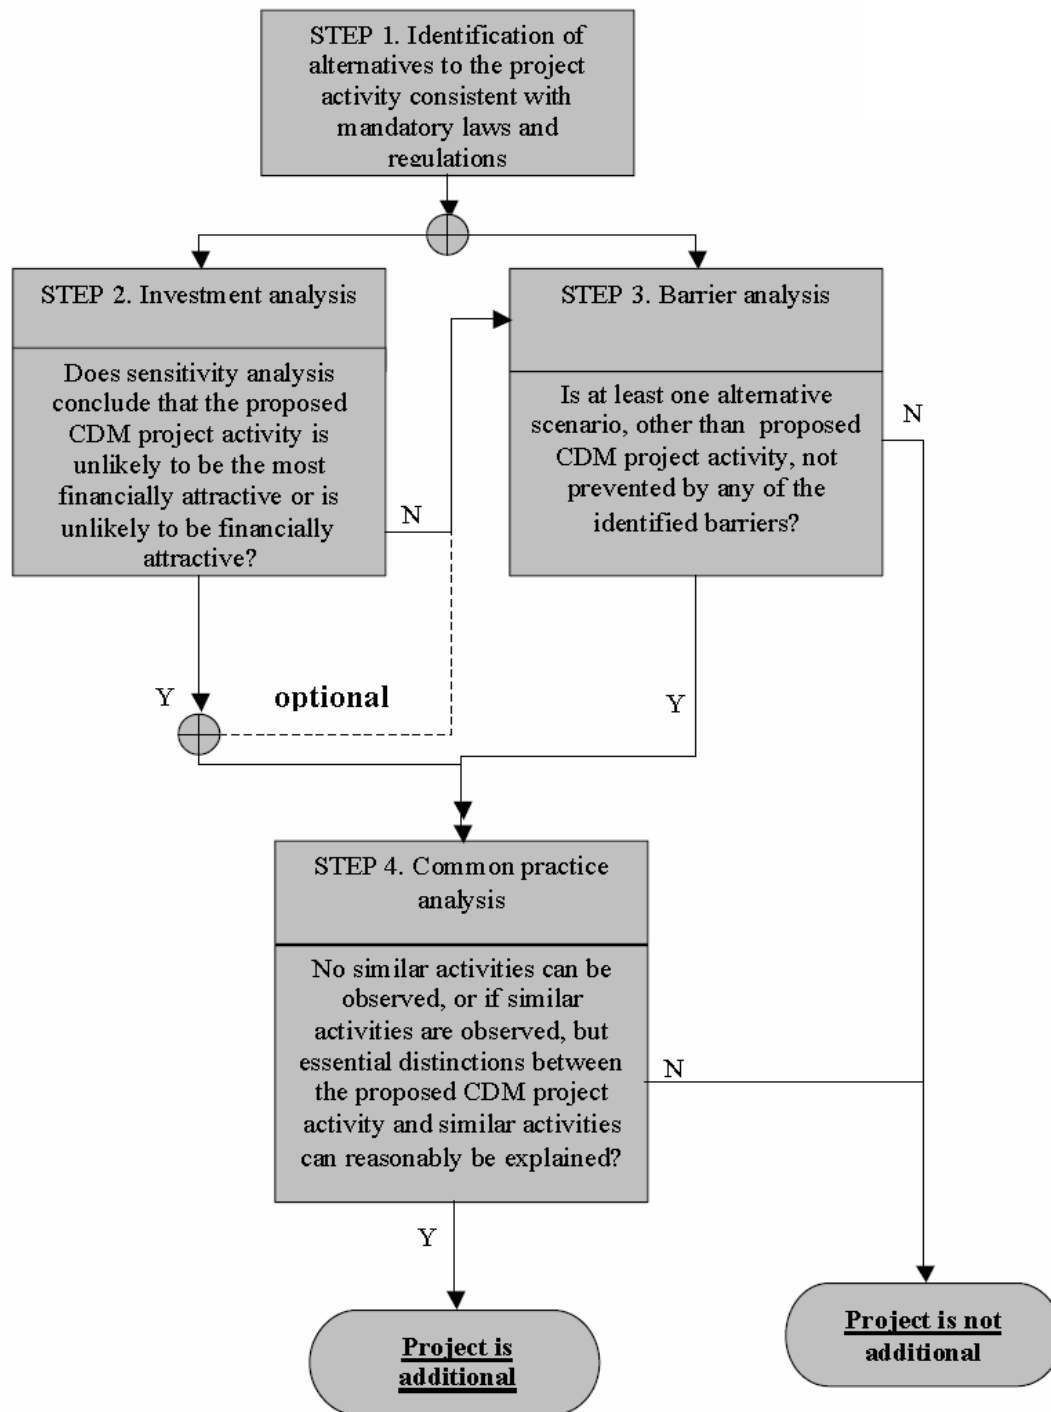 STEP 1. Identification of
alternatives to the project
activity consistent with
mandatory laws and
regulations
STEP 2. Investment analysis
Does sensitivity analysis
conclude that the proposed
CDM project activity is
unlikely to be the most
financially attractive or is
unlikely to be financially
attractive?
N
STEP 3. Barrier analysis
Is at least one alternative
scenario, other than proposed
CDM project activity, not
prevented by any of the
identified barriers?
N
Y
optional
Y
STEP 4. Common practice
analysis
No similar activities can be
observed, or if similar
activities are observed, but
essential distinctions between
the proposed CDM project
activity and similar activities
can reasonably be explained?
N
Y
Project is
additional
Project is not
additional